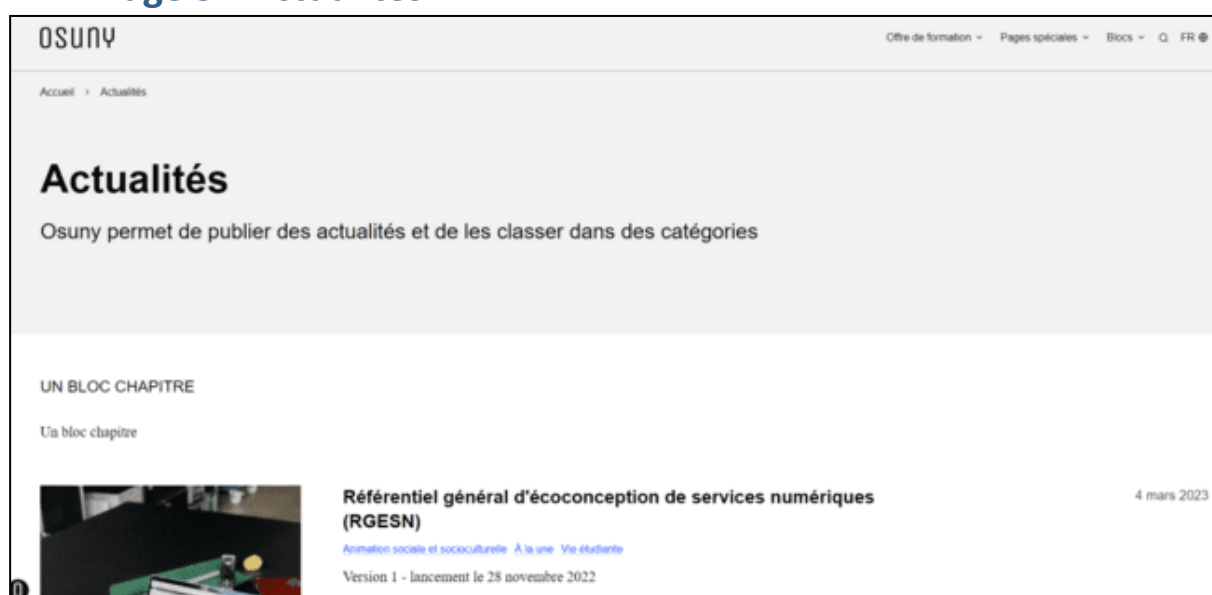 OSUNY
Offre de formation Pages spéciales Blocs FR
Accueil > Actualités
Actualités
Osuny permet de publier des actualités et de les classer dans des catégories
UN BLOC CHAPITRE
Un bloc chapitre
Référentiel général d'écoconception de services numériques
(RGESN)
4 mars 2023
Animation sociale et socioculturelle À la une Vie étudiante
Version 1 - lancement le 28 novembre 2022